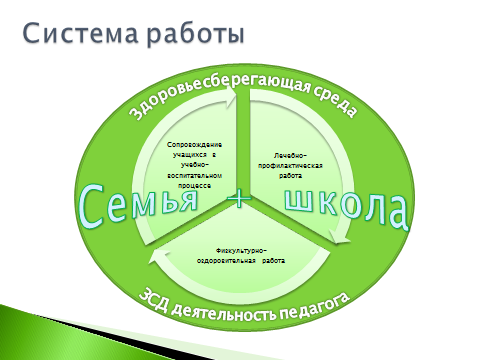 Система работы
Здоровьесберегающая среда
Сопровождение
учащихся в
учебно-
воспитательном
процессе
Лечебно-
профилактическая
работа
Семья + школа
Физкультурно-
оздоровительная работа
ЗСД деятельность педагога